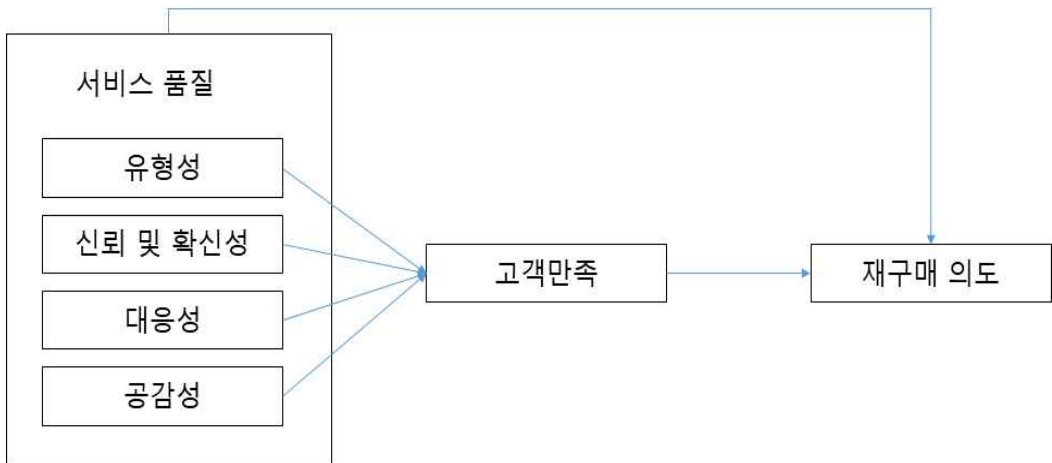 서비스 품질
유형성
신뢰 및 확신성
대응성
공감성
고객만족
재구매 의도